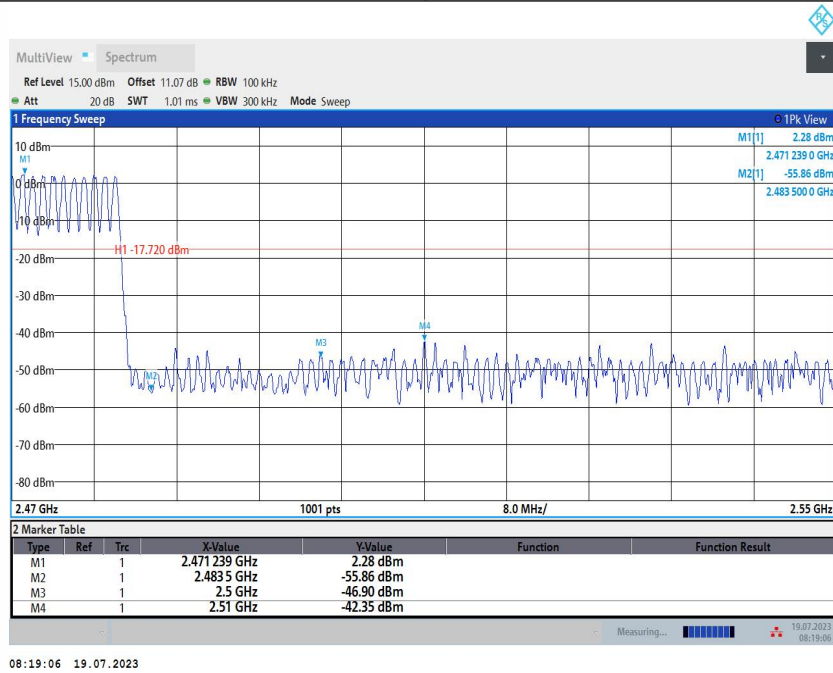 R&S
MultiView Spectrum
Ref Level 15.00 dBm Offset 11.07 dB RBW 100 kHz
Att 20 dB SWT 1.01 ms VBW 300 kHz Mode Sweep
1 Frequency Sweep 1Pk View
M1[1] 2.28 dBm
2.471 239 0 GHz
M2[1] -55.86 dBm
2.483 500 0 GHz
10 dBm
M1
0 dBm
-10 dBm
H1 -17.720 dBm
-20 dBm
-30 dBm
-40 dBm
M4
M3
-50 dBm
M2
-60 dBm
-70 dBm
-80 dBm
2.47 GHz 1001 pts 8.0 MHz/ 2.55 GHz
2 Marker Table
Type Ref Trc X-Value Y-Value Function Function Result
M1 1 2.471 239 GHz 2.28 dBm
M2 1 2.483 5 GHz -55.86 dBm
M3 1 2.5 GHz -46.90 dBm
M4 1 2.51 GHz -42.35 dBm
Measuring... 19.07.2023
08:19:06
08:19:06 19.07.2023